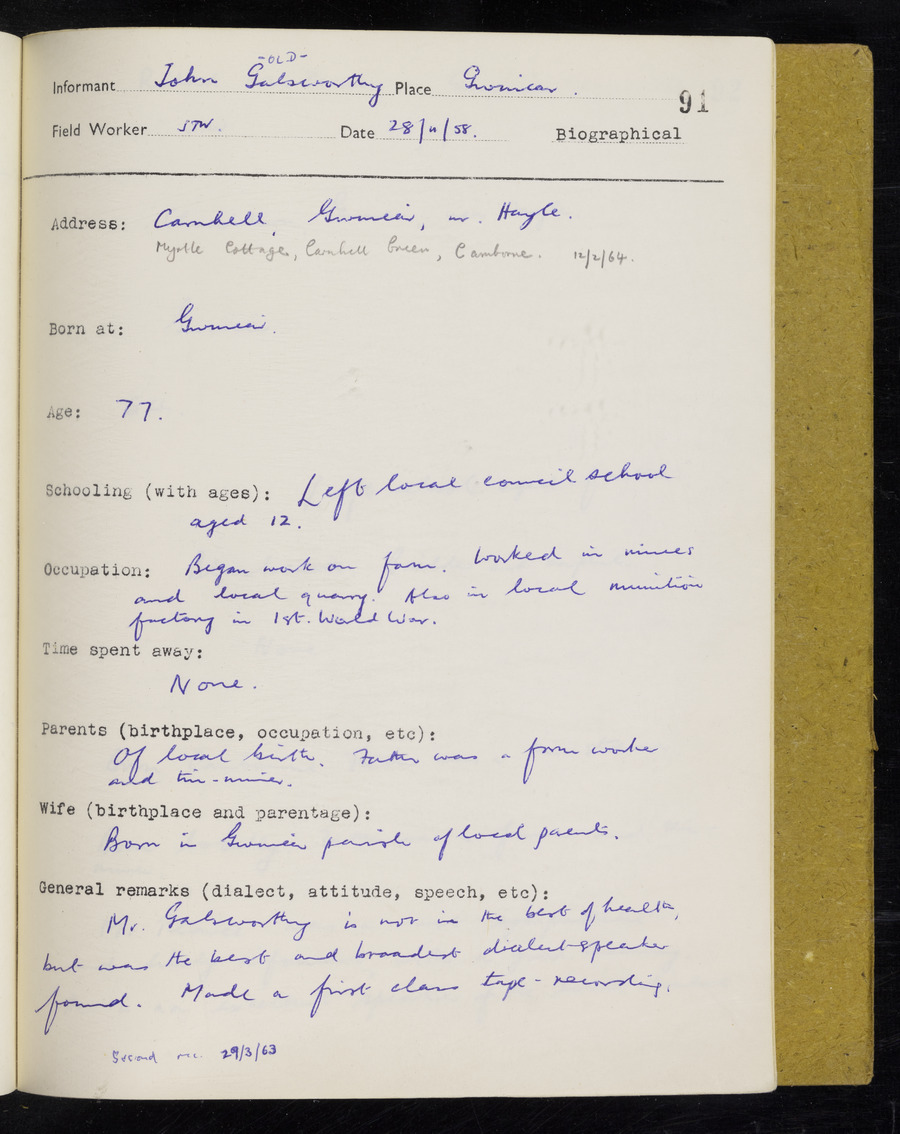 -OLD-
Informant John Galsworthy Place Gwinear.
91
Field Worker STW. Date 28/11/58. Biographical
Address: Carnhell, Gwinear, nr. Hayle.
Myrtle Cottage, Carnhell Green, Camborne. 12/2/64.
Born at: Gwinear.
Age: 77.
Schooling (with ages): Left local council school
aged 12.
Occupation: Began work on farm. Worked in mines
and local quarry. Also in local munition
factory in 1st. World War.
Time spent away:
None.
Parents (birthplace, occupation, etc):
Of local birth. Father was a farm worker
and tin-miner.
Wife (birthplace and parentage):
Born in Gwinear parish of local parents.
General remarks (dialect, attitude, speech, etc):
Mr. Galsworthy is not in the best of health,
but was the best and broadest dialect-speaker
found. Made a first class tape-recording.
Second rec. 29/3/63